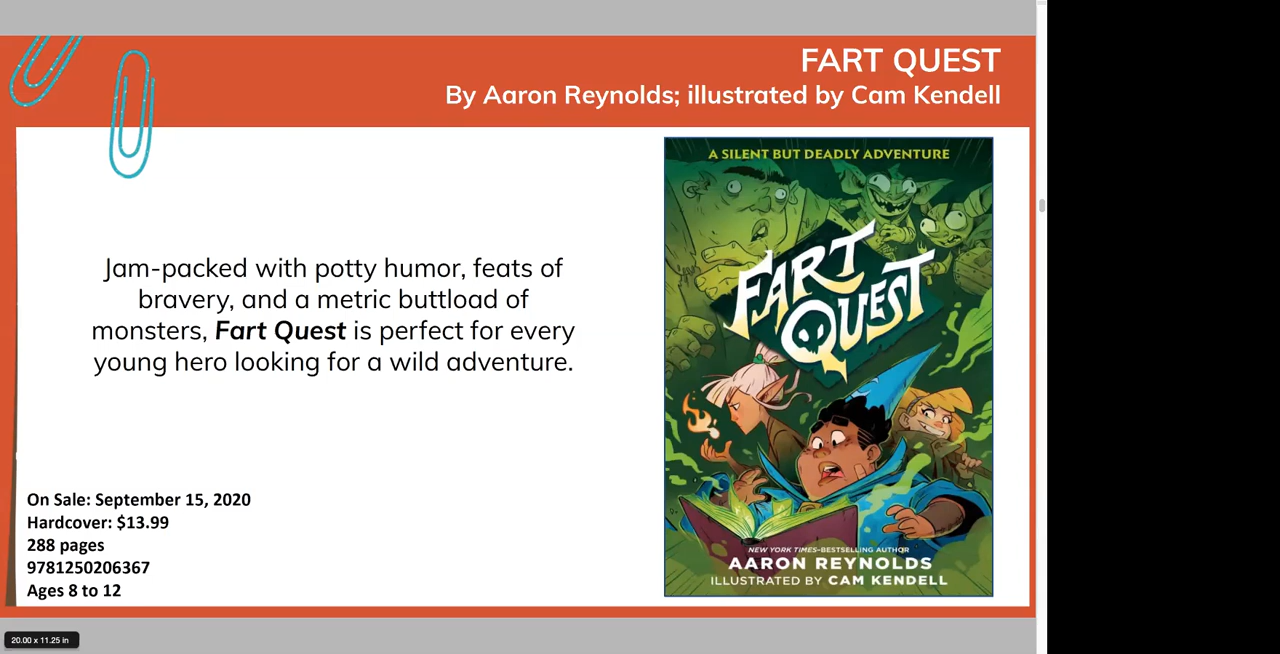 FART QUEST
By Aaron Reynolds; illustrated by Cam Kendell
Jam-packed with potty humor, feats of
bravery, and a metric buttload of
monsters, Fart Quest is perfect for every
young hero looking for a wild adventure.
On Sale: September 15, 2020
Hardcover: $13.99
288 pages
9781250206367
Ages 8 to 12
A SILENT BUT DEADLY ADVENTURE
FART
QUEST
NEW YORK TIMES–BESTSELLING AUTHOR
AARON REYNOLDS
ILLUSTRATED BY CAM KENDELL
20.00 x 11.25 in